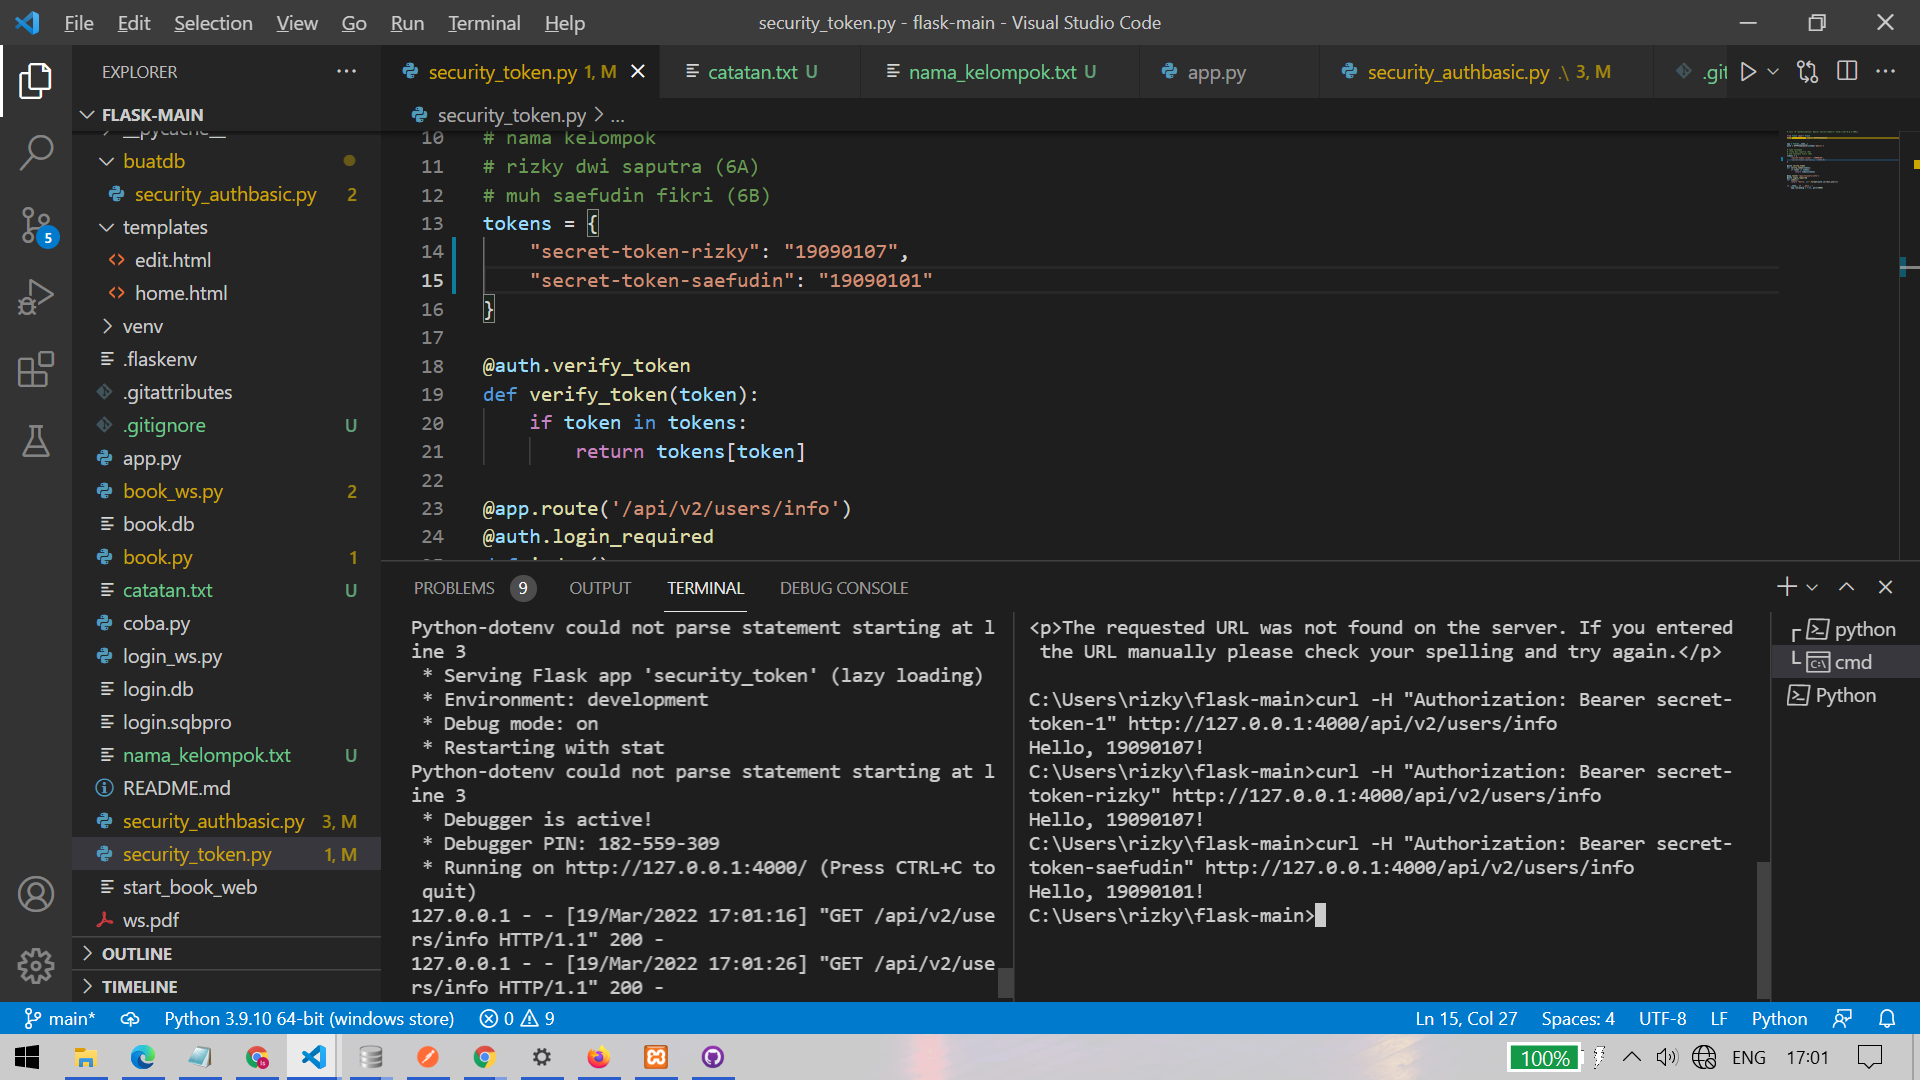 File Edit Selection View Go Run Terminal Help
security_token.py - flask-main - Visual Studio Code
EXPLORER
security_token.py 1, M
catatan.txt U
nama_kelompok.txt U
app.py
security_authbasic.py .\ 3, M
.git
FLASK-MAIN
security_token.py > ...
__pycache__
buatdb
security_authbasic.py 2
templates
edit.html
home.html
venv
.flaskenv
.gitattributes
.gitignore U
app.py
book_ws.py 2
book.db
book.py 1
catatan.txt U
coba.py
login_ws.py
login.db
login.sqbpro
nama_kelompok.txt U
README.md
security_authbasic.py 3, M
security_token.py 1, M
start_book_web
ws.pdf
OUTLINE
TIMELINE
10 # nama kelompok
11 # rizky dwi saputra (6A)
12 # muh saefudin fikri (6B)
13 tokens = {
14 "secret-token-rizky": "19090107",
15 "secret-token-saefudin": "19090101"
16 }
17
18 @auth.verify_token
19 def verify_token(token):
20 if token in tokens:
21 return tokens[token]
22
23 @app.route('/api/v2/users/info')
24 @auth.login_required
PROBLEMS 9 OUTPUT TERMINAL DEBUG CONSOLE
Python-dotenv could not parse statement starting at l
ine 3
* Serving Flask app 'security_token' (lazy loading)
* Environment: development
* Debug mode: on
* Restarting with stat
Python-dotenv could not parse statement starting at l
ine 3
* Debugger is active!
* Debugger PIN: 182-559-309
* Running on http://127.0.0.1:4000/ (Press CTRL+C to
quit)
127.0.0.1 - - [19/Mar/2022 17:01:16] "GET /api/v2/use
rs/info HTTP/1.1" 200 -
127.0.0.1 - - [19/Mar/2022 17:01:26] "GET /api/v2/use
rs/info HTTP/1.1" 200 -
<p>The requested URL was not found on the server. If you entered
the URL manually please check your spelling and try again.</p>
C:\Users\rizky\flask-main>curl -H "Authorization: Bearer secret-
token-1" http://127.0.0.1:4000/api/v2/users/info
Hello, 19090107!
C:\Users\rizky\flask-main>curl -H "Authorization: Bearer secret-
token-rizky" http://127.0.0.1:4000/api/v2/users/info
Hello, 19090107!
C:\Users\rizky\flask-main>curl -H "Authorization: Bearer secret-
token-saefudin" http://127.0.0.1:4000/api/v2/users/info
Hello, 19090101!
C:\Users\rizky\flask-main>
python
cmd
Python
5
main* Python 3.9.10 64-bit (windows store) 0 9
Ln 15, Col 27 Spaces: 4 UTF-8 LF Python
100% ENG 17:01